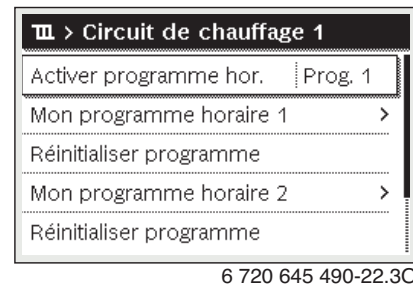 > Circuit de chauffage 1
Activer programme hor. Prog. 1
Mon programme horaire 1 >
Réinitialiser programme
Mon programme horaire 2 >
Réinitialiser programme
6 720 645 490-22.3O